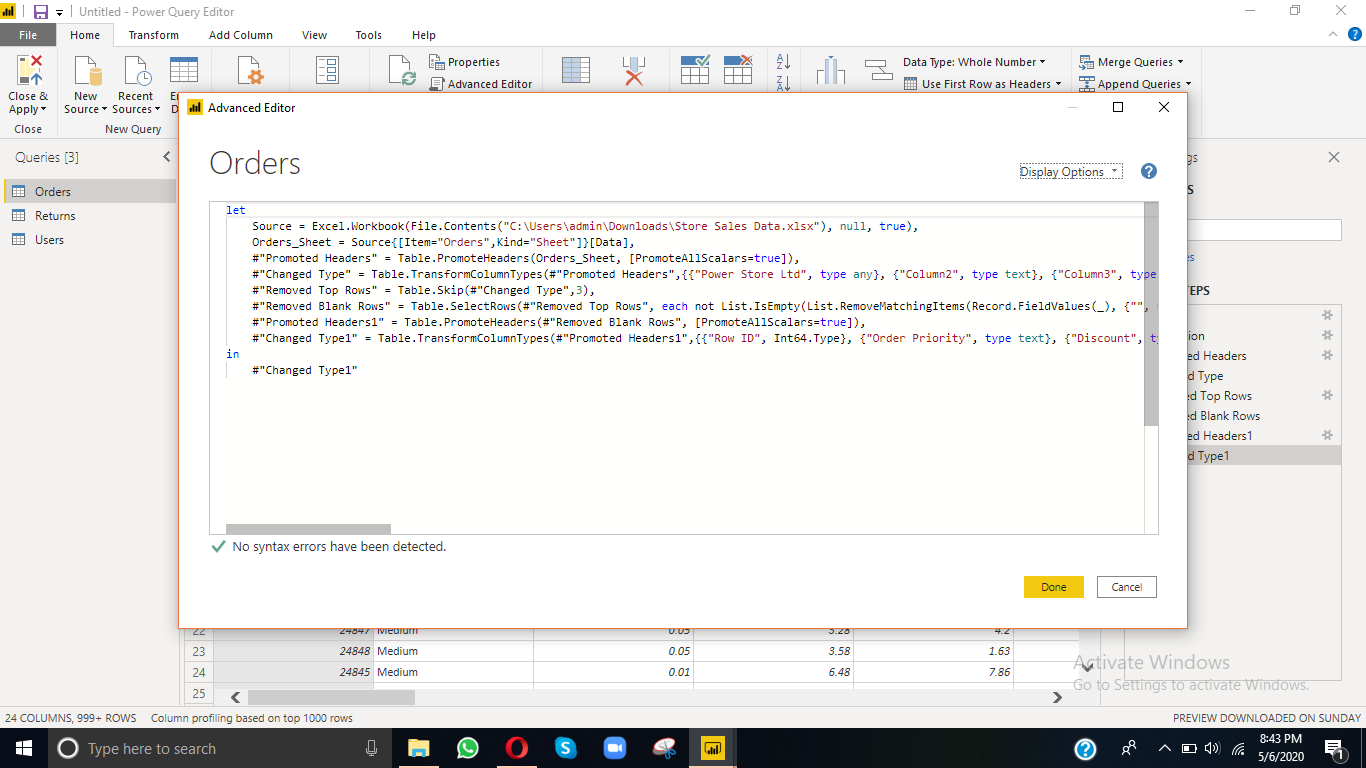 Untitled - Power Query Editor
File Home Transform Add Column View Tools Help
Close & Apply
New Source
Recent Sources
Properties
Advanced Editor
Data Type: Whole Number
Use First Row as Headers
Merge Queries
Append Queries
Close
New Query
Queries [3]
Orders
Returns
Users
Advanced Editor
Orders
Display Options
let
Source = Excel.Workbook(File.Contents("C:\Users\admin\Downloads\Store Sales Data.xlsx"), null, true),
Orders_Sheet = Source{[Item="Orders",Kind="Sheet"]}[Data],
#"Promoted Headers" = Table.PromoteHeaders(Orders_Sheet, [PromoteAllScalars=true]),
#"Changed Type" = Table.TransformColumnTypes(#"Promoted Headers",{{"Power Store Ltd", type any}, {"Column2", type text}, {"Column3", type
#"Removed Top Rows" = Table.Skip(#"Changed Type",3),
#"Removed Blank Rows" = Table.SelectRows(#"Removed Top Rows", each not List.IsEmpty(List.RemoveMatchingItems(Record.FieldValues(_), {"",
#"Promoted Headers1" = Table.PromoteHeaders(#"Removed Blank Rows", [PromoteAllScalars=true]),
#"Changed Type1" = Table.TransformColumnTypes(#"Promoted Headers1",{{"Row ID", Int64.Type}, {"Order Priority", type text}, {"Discount", ty
in
#"Changed Type1"
No syntax errors have been detected.
Done
Cancel
gs
S
es
TEPS
ion
ed Headers
d Type
ed Top Rows
ed Blank Rows
ed Headers1
d Type1
22 24847 Medium 0.05 3.28 4.2
23 24848 Medium 0.05 3.58 1.63
24 24845 Medium 0.01 6.48 7.86
25
Activate Windows
Go to Settings to activate Windows.
24 COLUMNS, 999+ ROWS Column profiling based on top 1000 rows
PREVIEW DOWNLOADED ON SUNDAY
Type here to search
8:43 PM
5/6/2020
1